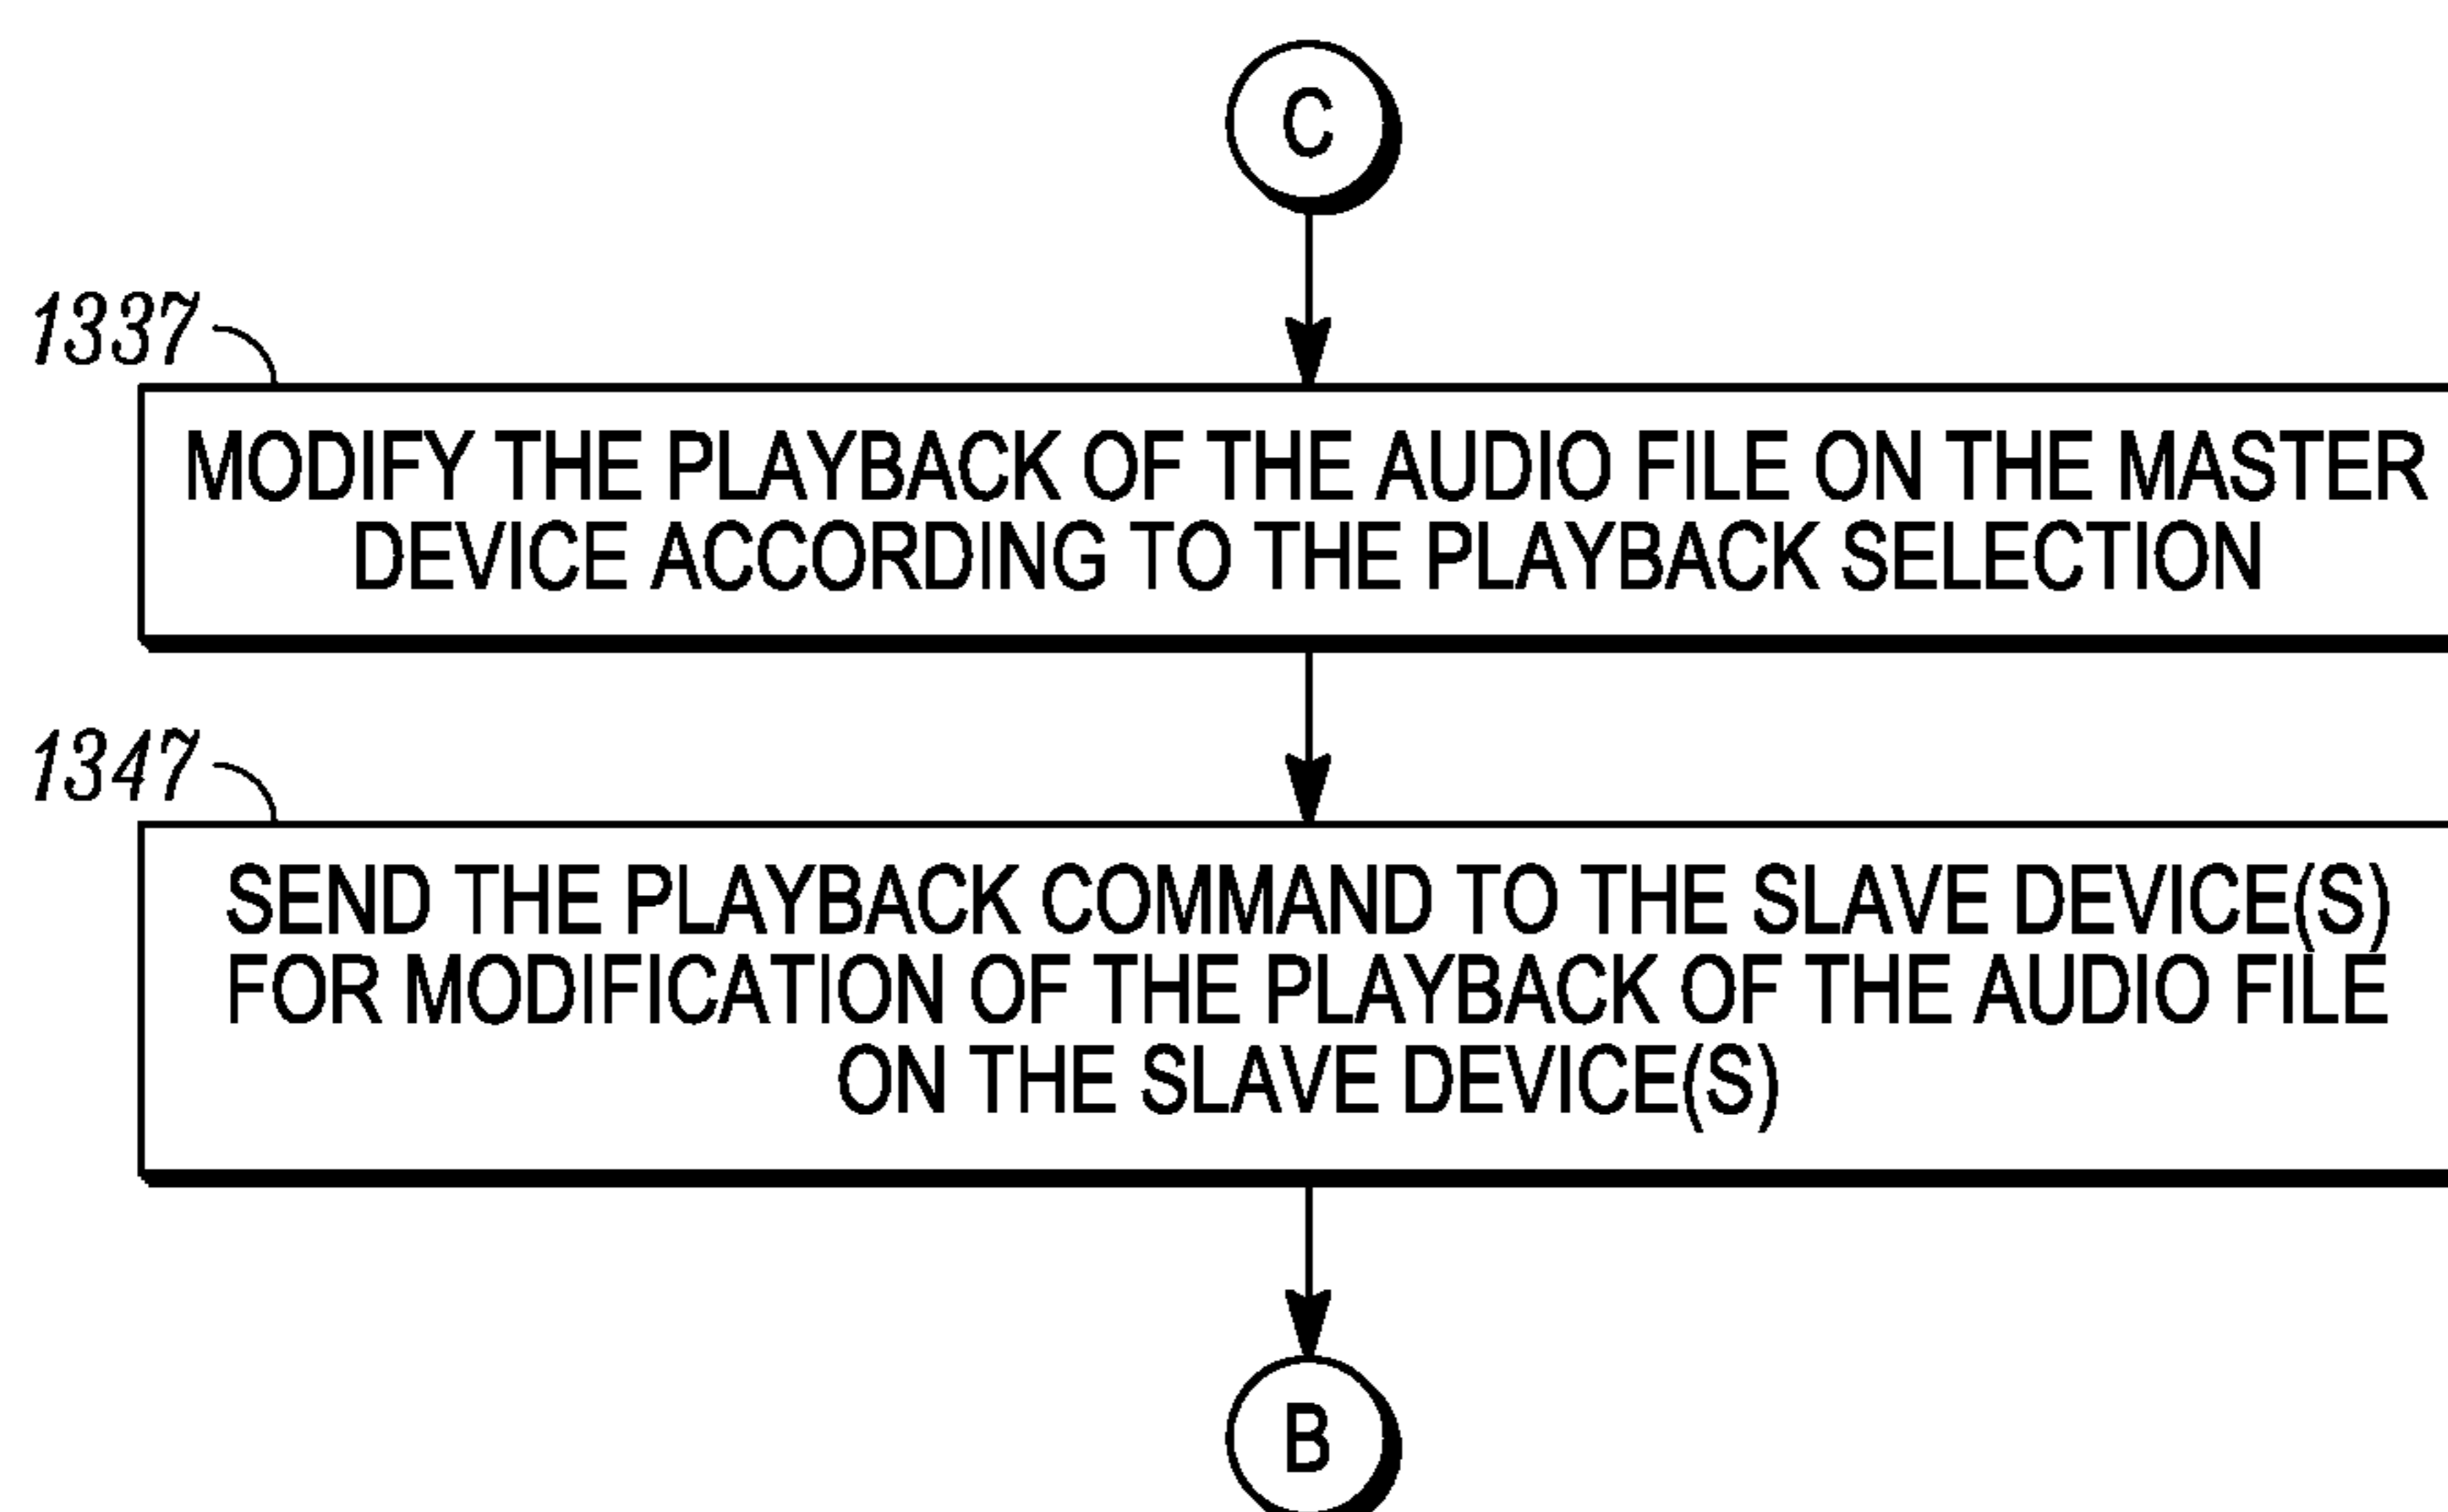 C
1337
MODIFY THE PLAYBACK OF THE AUDIO FILE ON THE MASTER
DEVICE ACCORDING TO THE PLAYBACK SELECTION
1347
SEND THE PLAYBACK COMMAND TO THE SLAVE DEVICE(S)
FOR MODIFICATION OF THE PLAYBACK OF THE AUDIO FILE
ON THE SLAVE DEVICE(S)
B